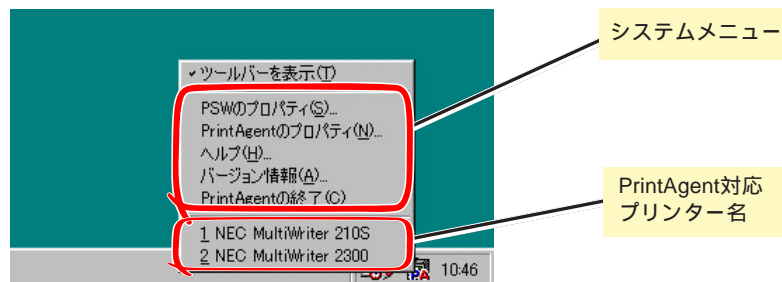 システムメニュー
✓ツールバーを表示(T)
PSWのプロパティ(S)...
PrintAgentのプロパティ(N)...
ヘルプ(H)...
バージョン情報(A)...
PrintAgentの終了(C)
1 NEC MultiWriter 210S
2 NEC MultiWriter 2300
PrintAgent対応
プリンター名
PA 10:46